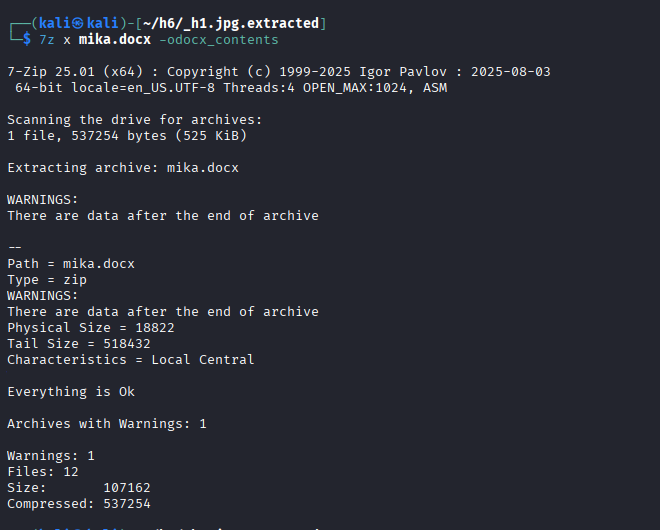 ┌──(kali㉿kali)-[~/h6/_h1.jpg.extracted]
└─$ 7z x mika.docx -odocx_contents
7-Zip 25.01 (x64) : Copyright (c) 1999-2025 Igor Pavlov : 2025-08-03
64-bit locale=en_US.UTF-8 Threads:4 OPEN_MAX:1024, ASM
Scanning the drive for archives:
1 file, 537254 bytes (525 KiB)
Extracting archive: mika.docx
WARNINGS:
There are data after the end of archive
--
Path = mika.docx
Type = zip
WARNINGS:
There are data after the end of archive
Physical Size = 18822
Tail Size = 518432
Characteristics = Local Central
Everything is Ok
Archives with Warnings: 1
Warnings: 1
Files: 12
Size:       107162
Compressed: 537254